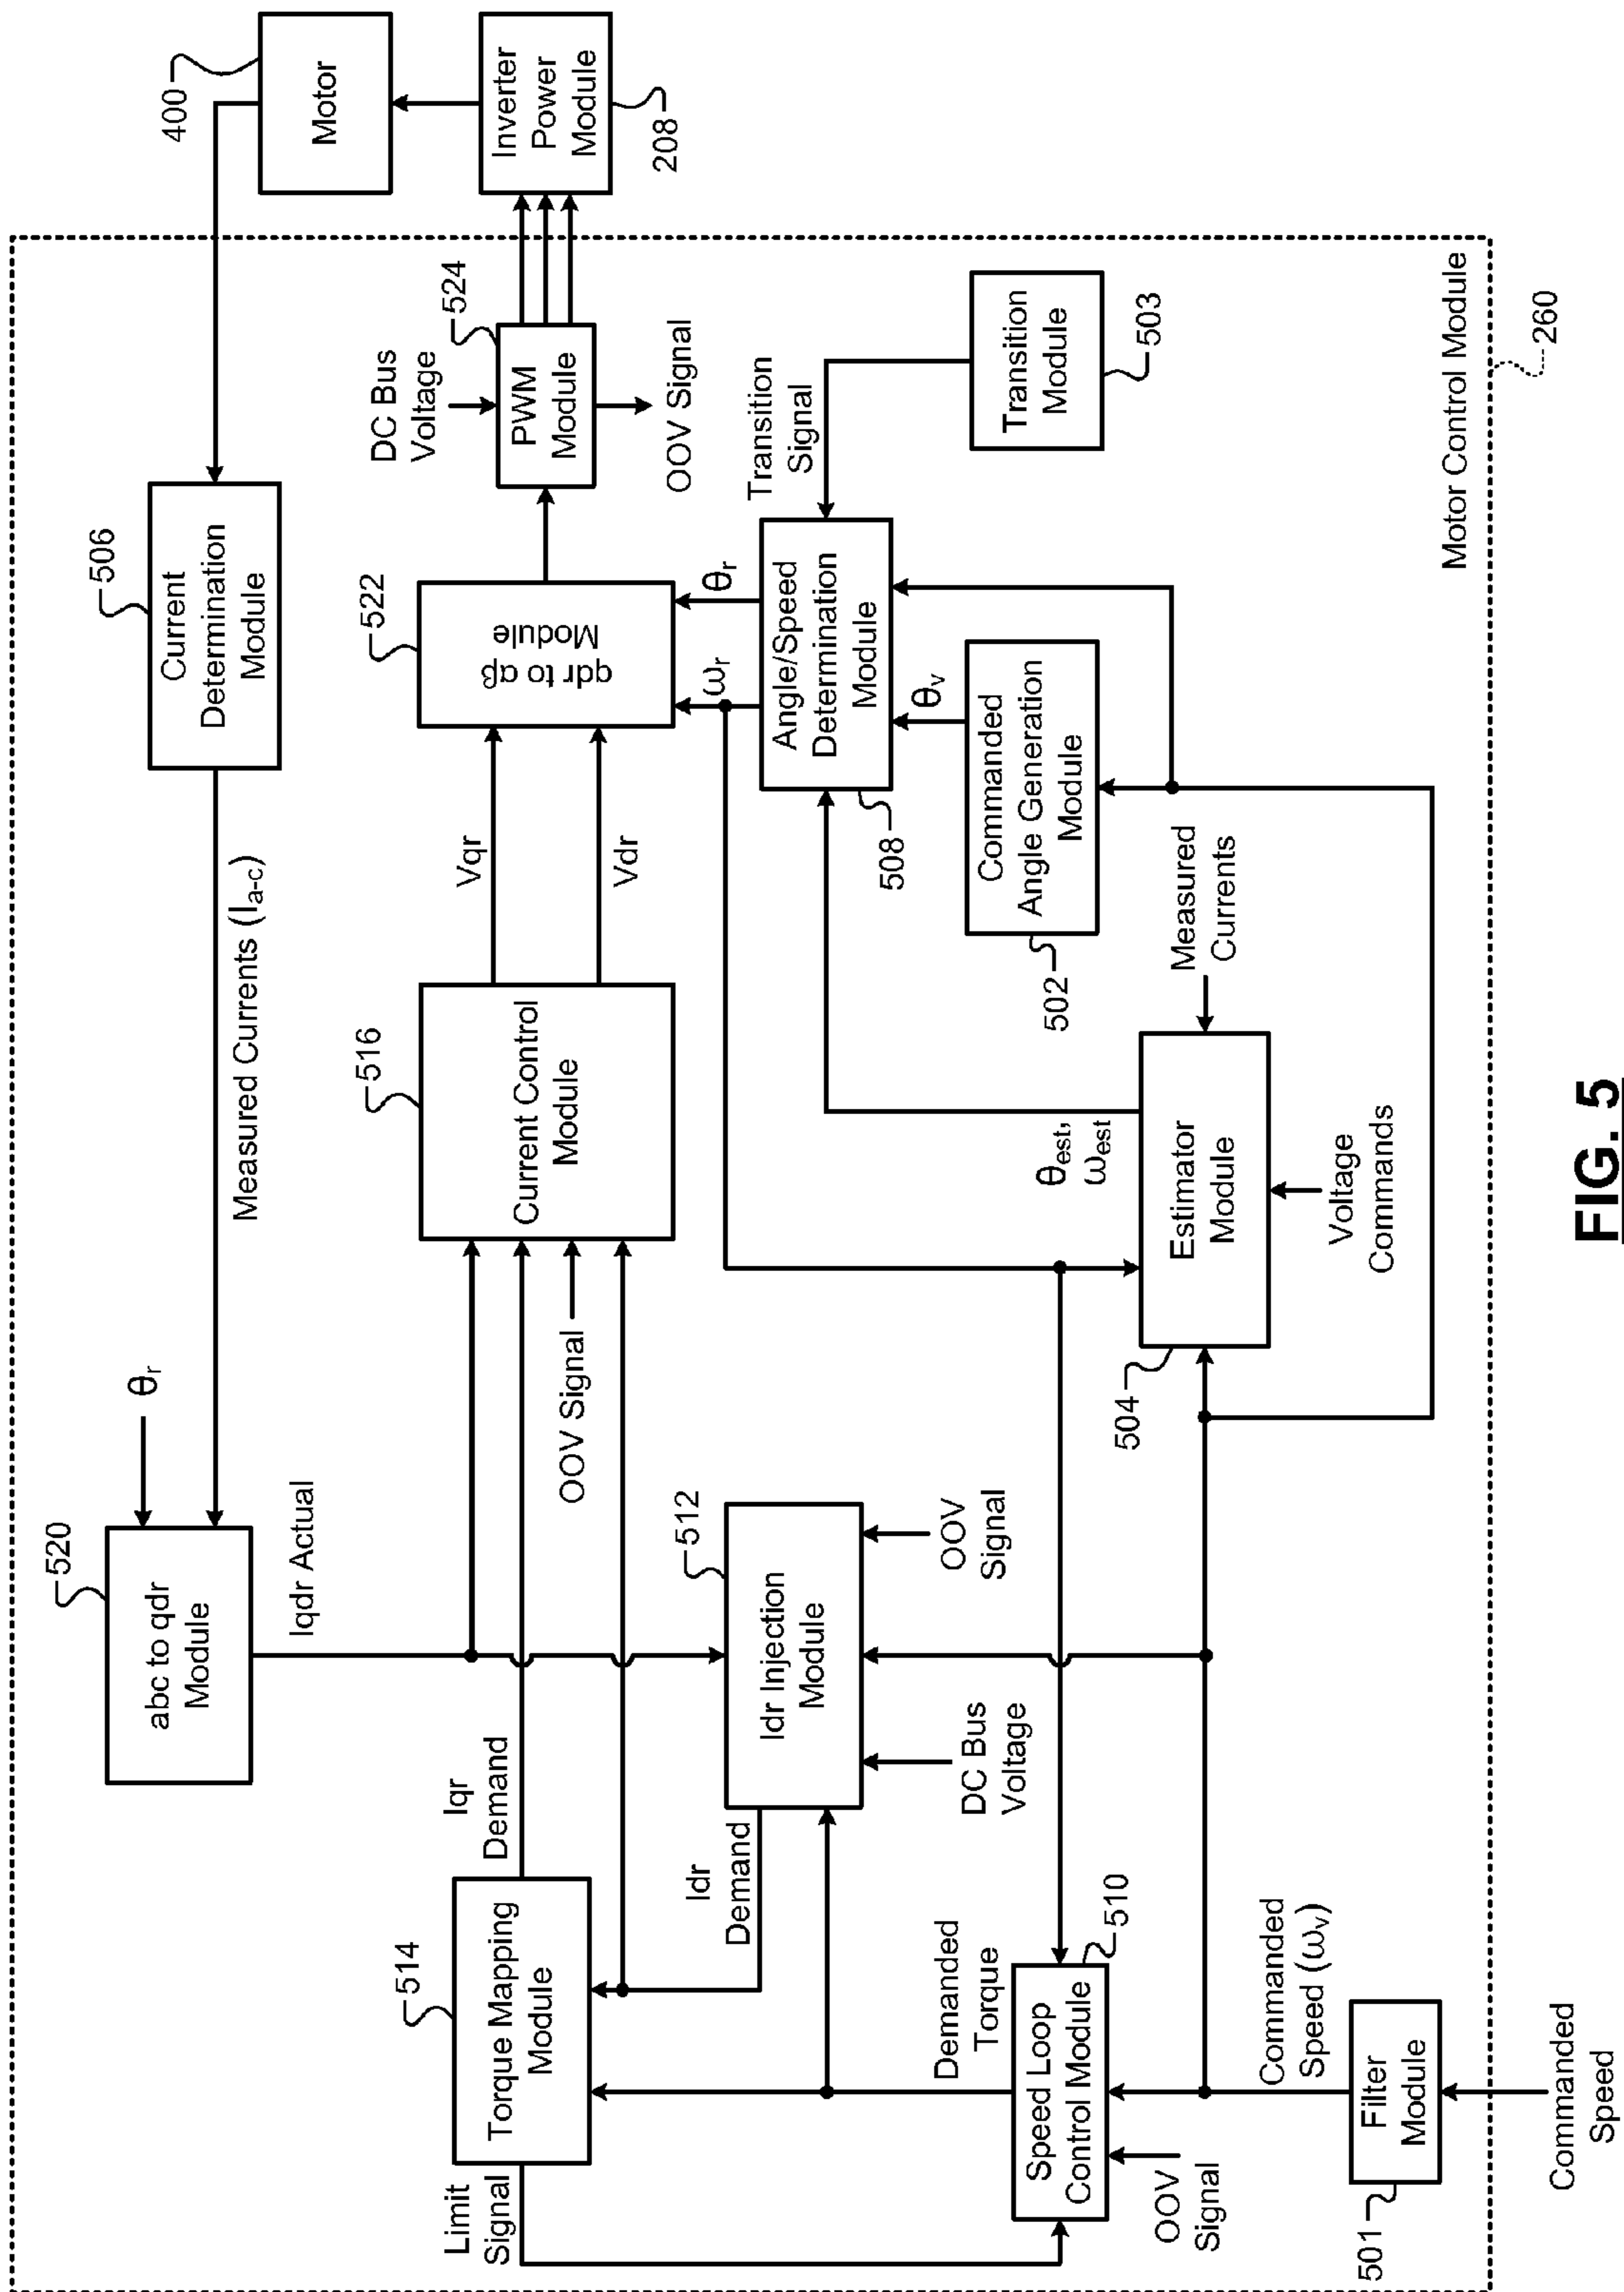 400
Motor
Inverter
Power
Module
208
506
Current
Determination
Module
Measured Currents (Ia-c)
θr
520
abc to qdr
Module
Iqdr Actual
DC Bus
Voltage
524
PWM
Module
OOV Signal
522
qdr to αβ
Module
Vqr
Vdr
516
Current Control
Module
OOV Signal
Iqr
Demand
514
Torque Mapping
Module
Limit
Signal
ωr
θr
Transition
Signal
Transition
Module
503
Angle/Speed
Determination
Module
508
θv
Commanded
Angle Generation
Module
502
Measured
Currents
θest,
ωest
Estimator
Module
504
Voltage
Commands
512
Idr Injection
Module
OOV
Signal
DC Bus
Voltage
Idr
Demand
Demanded
Torque
510
Speed Loop
Control Module
OOV
Signal
Commanded
Speed (ωv)
Filter
Module
501
Commanded
Speed
Motor Control Module
260
FIG. 5